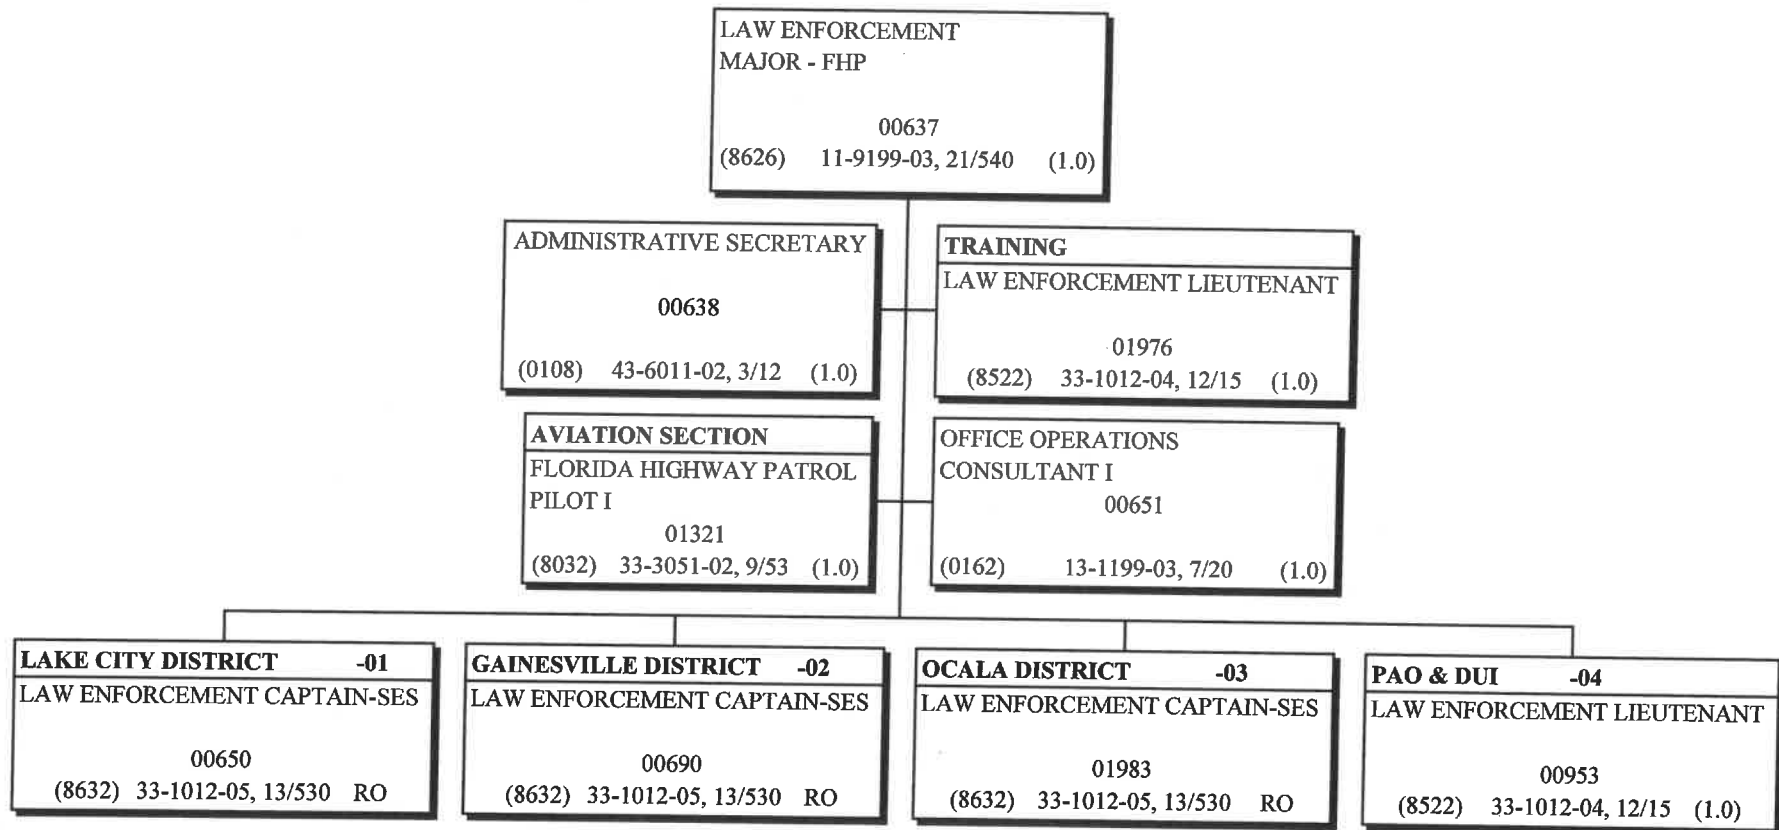 LAW ENFORCEMENT
MAJOR - FHP
00637
(8626) 11-9199-03, 21/540 (1.0)
ADMINISTRATIVE SECRETARY
00638
(0108) 43-6011-02, 3/12 (1.0)
TRAINING
LAW ENFORCEMENT LIEUTENANT
01976
(8522) 33-1012-04, 12/15 (1.0)
AVIATION SECTION
FLORIDA HIGHWAY PATROL
PILOT I
01321
(8032) 33-3051-02, 9/53 (1.0)
OFFICE OPERATIONS
CONSULTANT I
00651
(0162) 13-1199-03, 7/20 (1.0)
LAKE CITY DISTRICT -01
LAW ENFORCEMENT CAPTAIN-SES
00650
(8632) 33-1012-05, 13/530 RO
GAINESVILLE DISTRICT -02
LAW ENFORCEMENT CAPTAIN-SES
00690
(8632) 33-1012-05, 13/530 RO
OCALA DISTRICT -03
LAW ENFORCEMENT CAPTAIN-SES
01983
(8632) 33-1012-05, 13/530 RO
PAO & DUI -04
LAW ENFORCEMENT LIEUTENANT
00953
(8522) 33-1012-04, 12/15 (1.0)